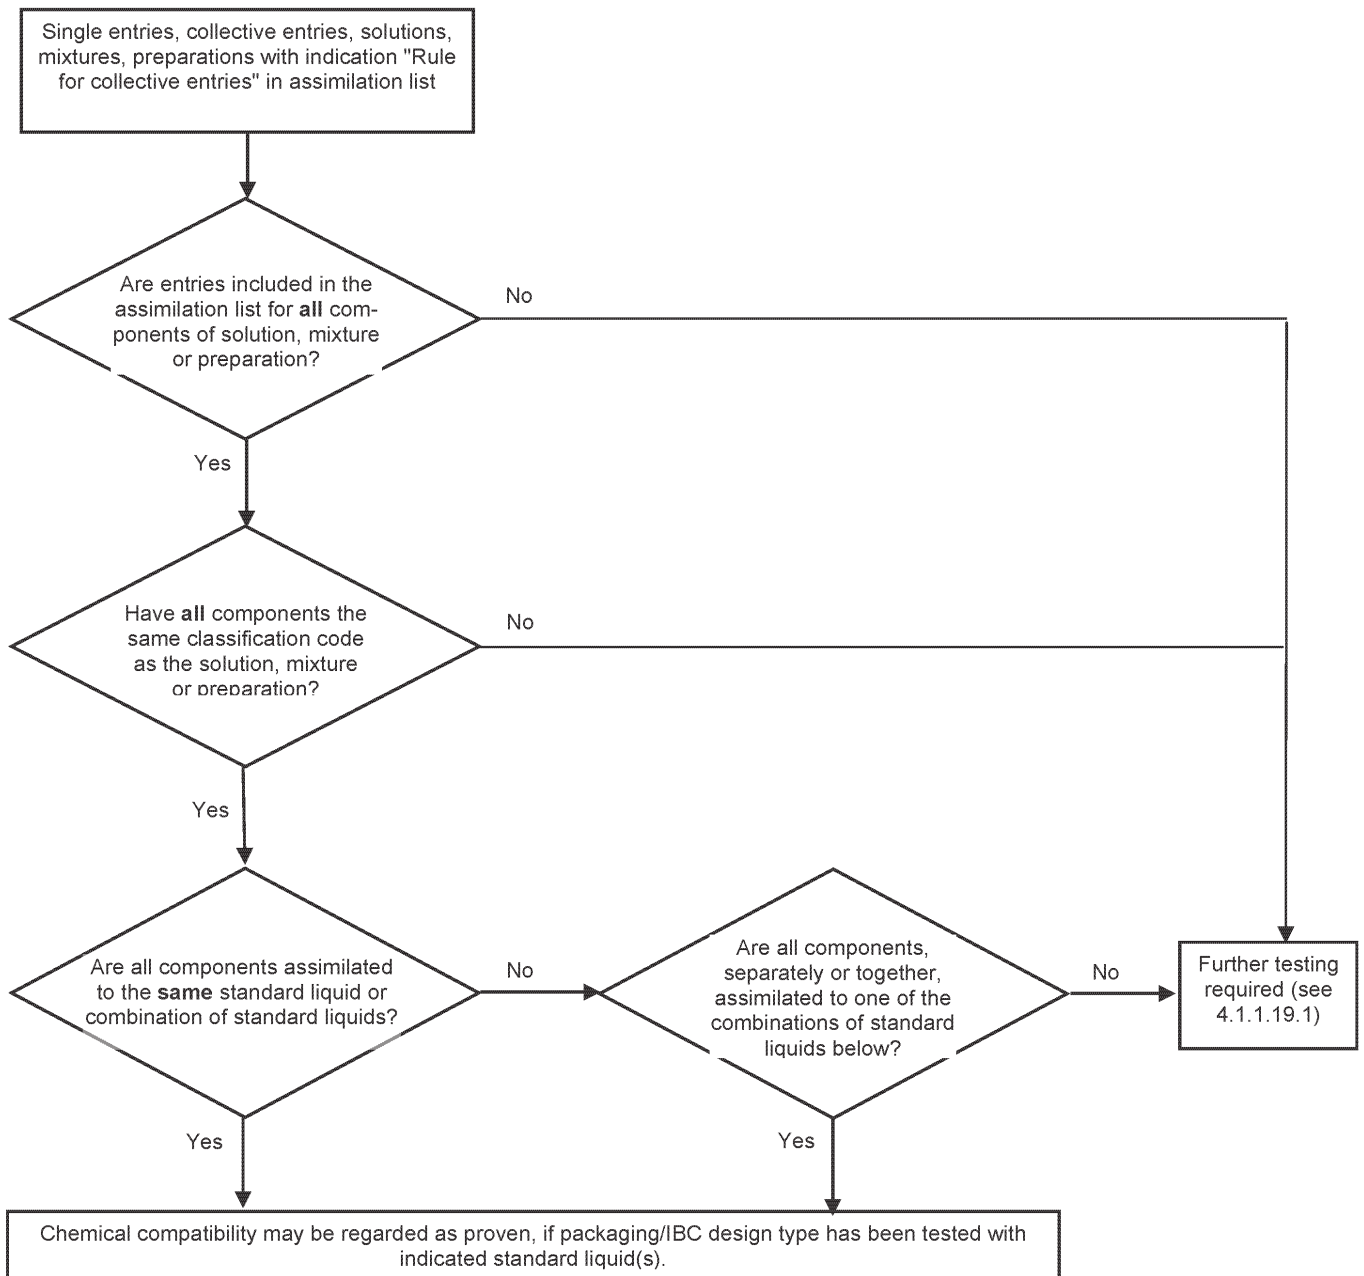 Single entries, collective entries, solutions,
mixtures, preparations with indication "Rule
for collective entries" in assimilation list
Are entries included in the
assimilation list for all com-
ponents of solution, mixture
or preparation?
No
Yes
Have all components the
same classification code
as the solution, mixture
or preparation?
No
Yes
Are all components assimilated
to the same standard liquid or
combination of standard liquids?
No
Are all components,
separately or together,
assimilated to one of the
combinations of standard
liquids below?
No
Further testing
required (see
4.1.1.19.1)
Yes
Yes
Chemical compatibility may be regarded as proven, if packaging/IBC design type has been tested with
indicated standard liquid(s).